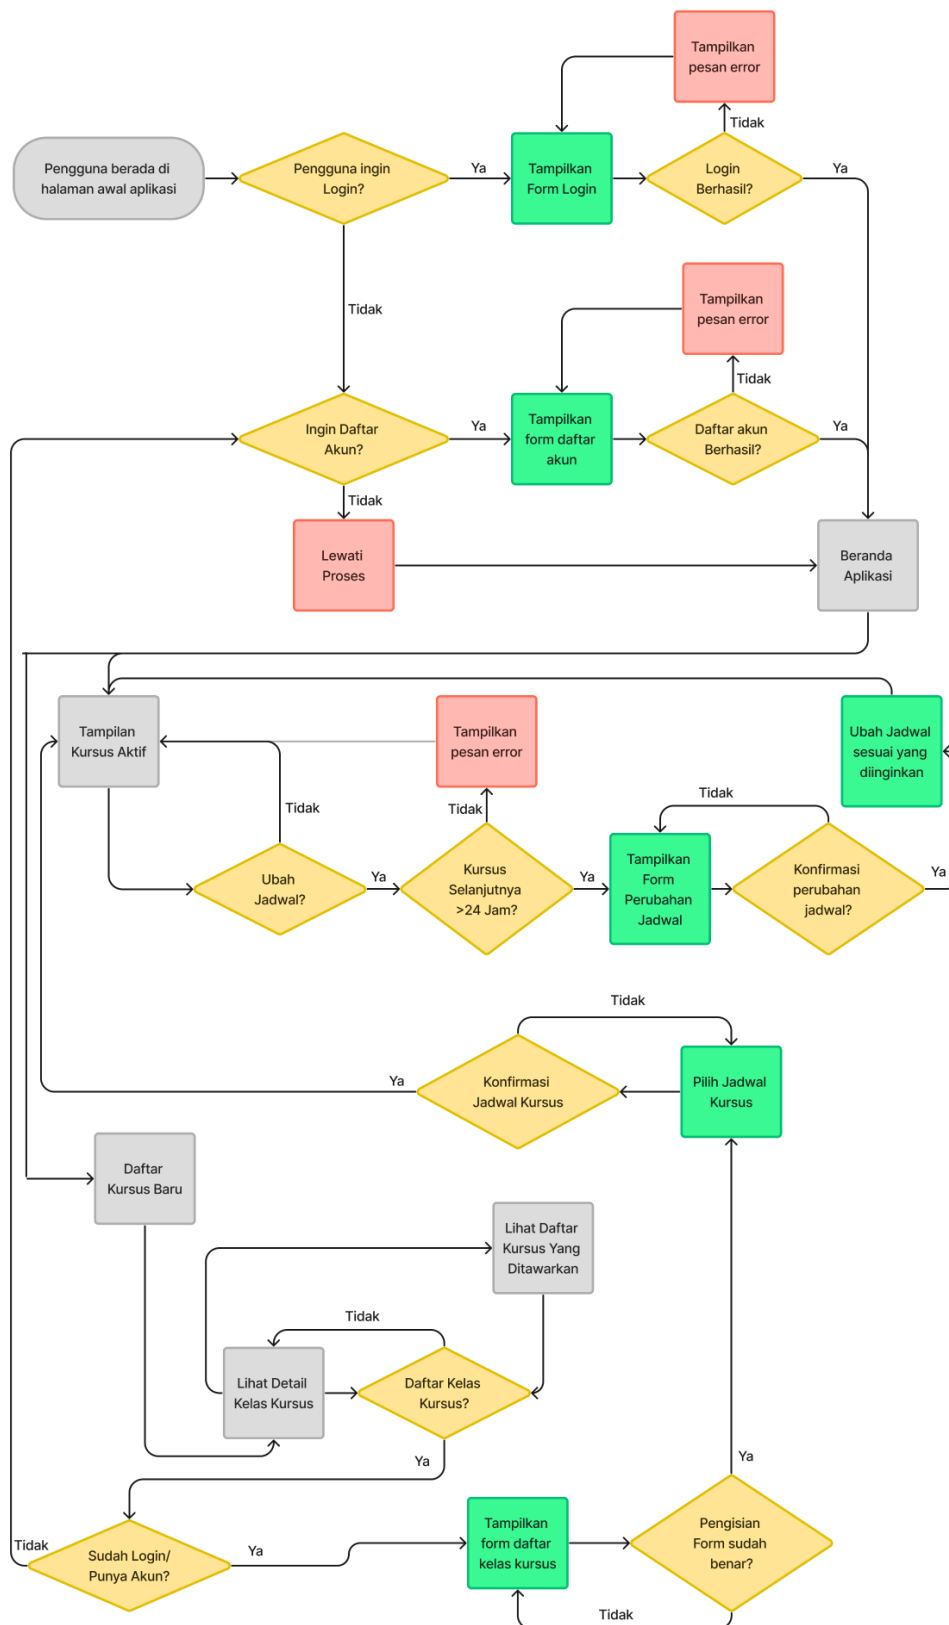 Tampilkan
pesan error
Tidak
Pengguna berada di
halaman awal aplikasi
Pengguna ingin
Login?
Ya
Tampilkan
Form Login
Login
Berhasil?
Ya
Tidak
Tampilkan
pesan error
Tidak
Ingin Daftar
Akun?
Ya
Tampilkan
form daftar
akun
Daftar akun
Berhasil?
Ya
Tidak
Lewati
Proses
Beranda
Aplikasi
Tampilan
Kursus Aktif
Tampilkan
pesan error
Ubah Jadwal
sesuai yang
diinginkan
Tidak
Tidak
Tidak
Ubah
Jadwal?
Ya
Kursus
Selanjutnya
>24 Jam?
Ya
Tampilkan
Form
Perubahan
Jadwal
Konfirmasi
perubahan
jadwal?
Ya
Tidak
Ya
Konfirmasi
Jadwal Kursus
Pilih Jadwal
Kursus
Daftar
Kursus Baru
Lihat Daftar
Kursus Yang
Ditawarkan
Tidak
Lihat Detail
Kelas Kursus
Daftar Kelas
Kursus?
Ya
Ya
Tidak
Sudah Login/
Punya Akun?
Ya
Tampilkan
form daftar
kelas kursus
Pengisian
Form sudah
benar?
Tidak